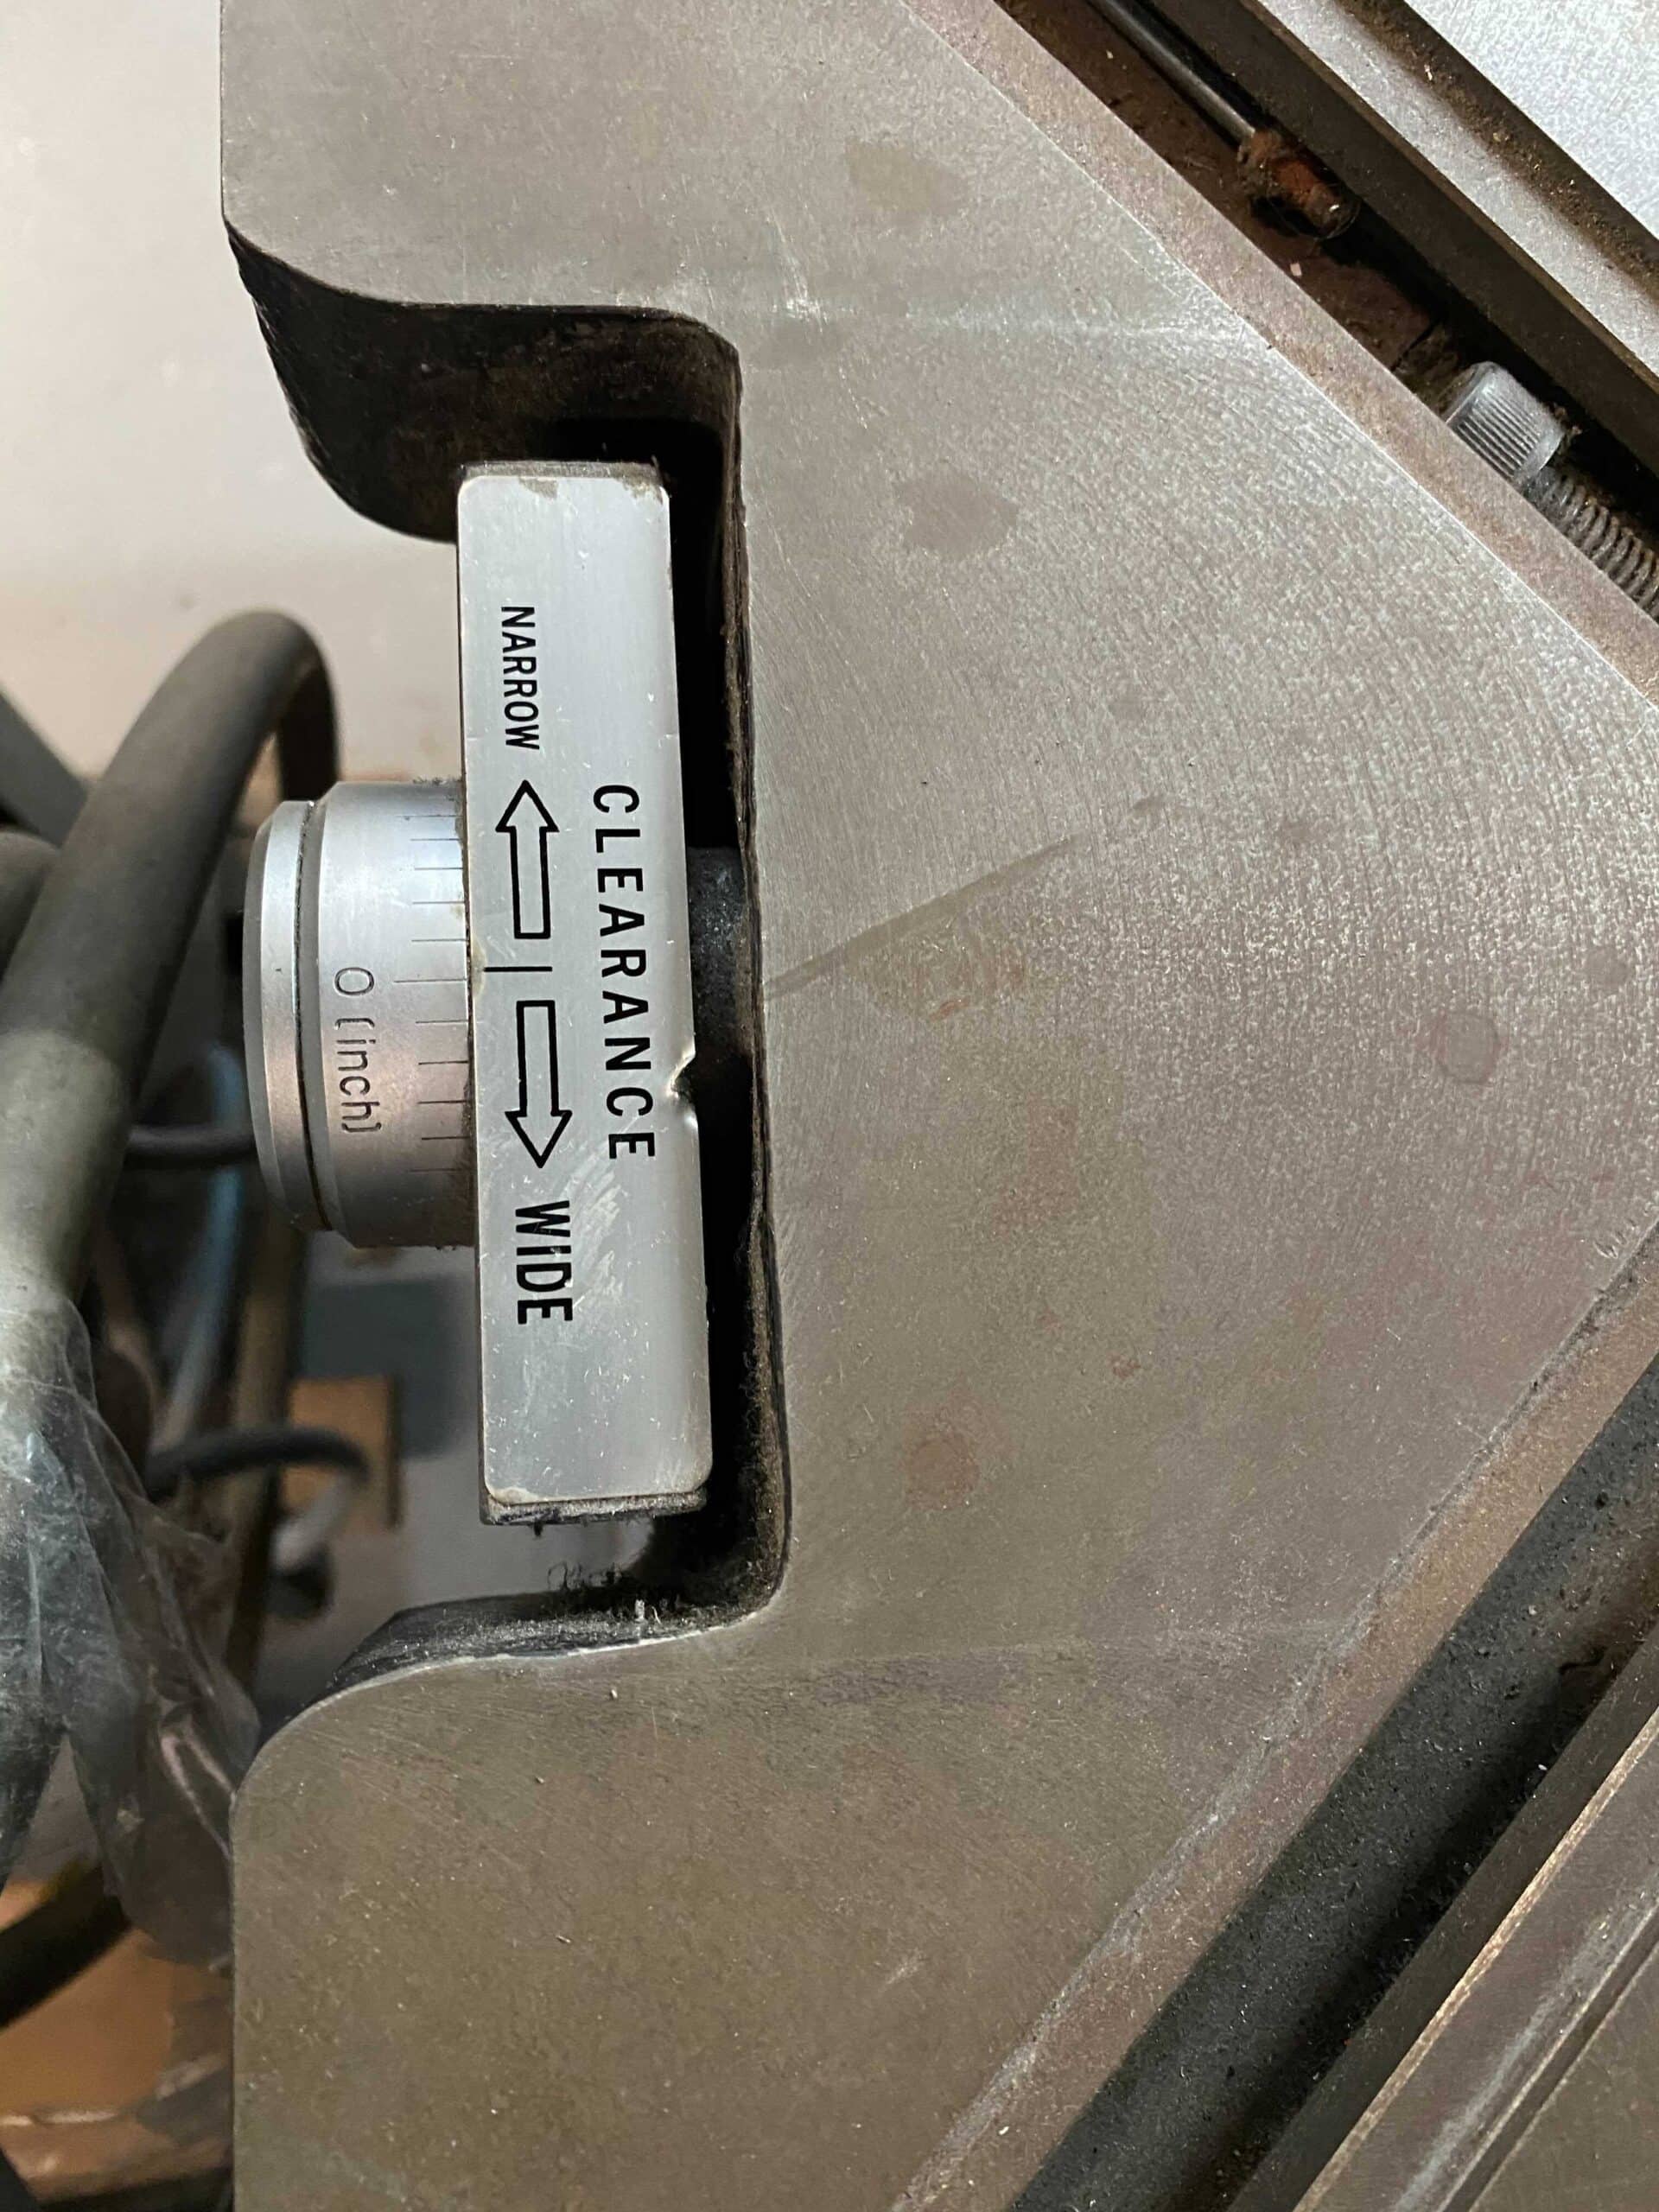 CLEARANCE
NARROW WIDE
0 (inch)